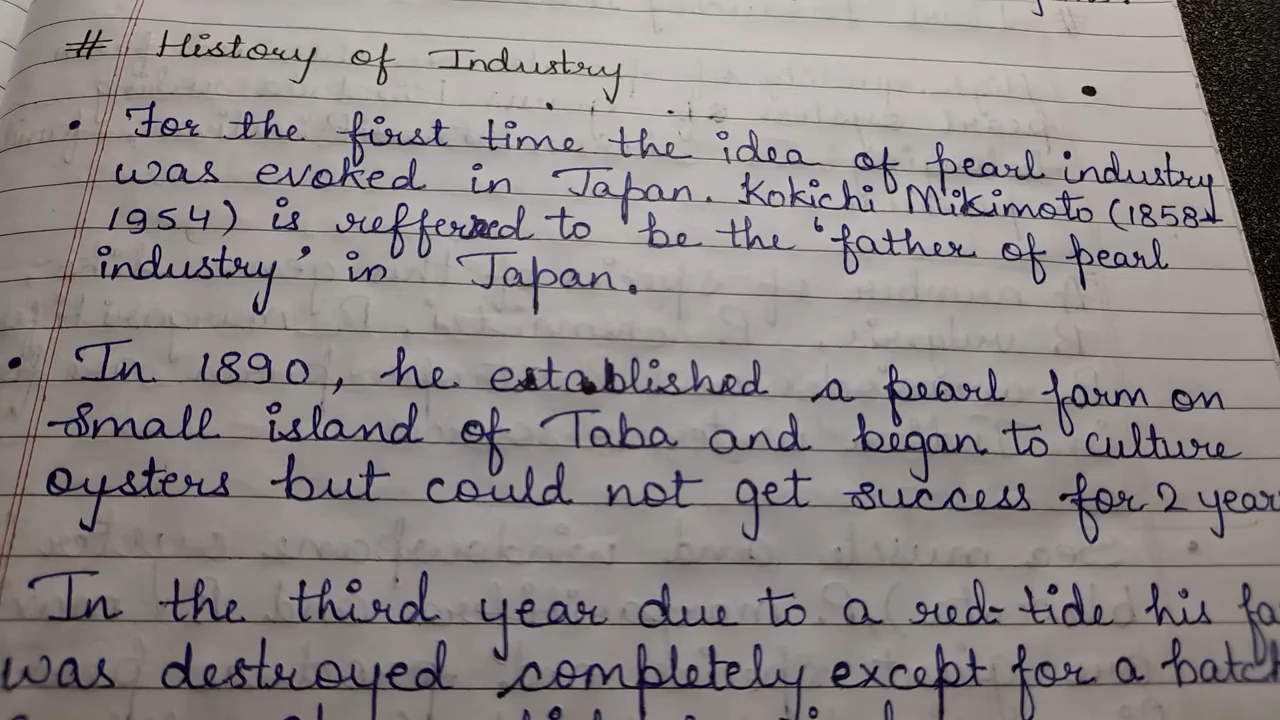 # History of Industry
• For the first time the idea of pearl industry
was evoked in Japan. Kokichi Mikimoto (1858-
1954) is refferred to be the 'father of pearl
industry' in Japan.
• In 1890, he established a pearl farm on
small island of Taba and began to culture
oysters but could not get success for 2 year
In the third year due to a red-tide his fa
was destroyed completely except for a batch